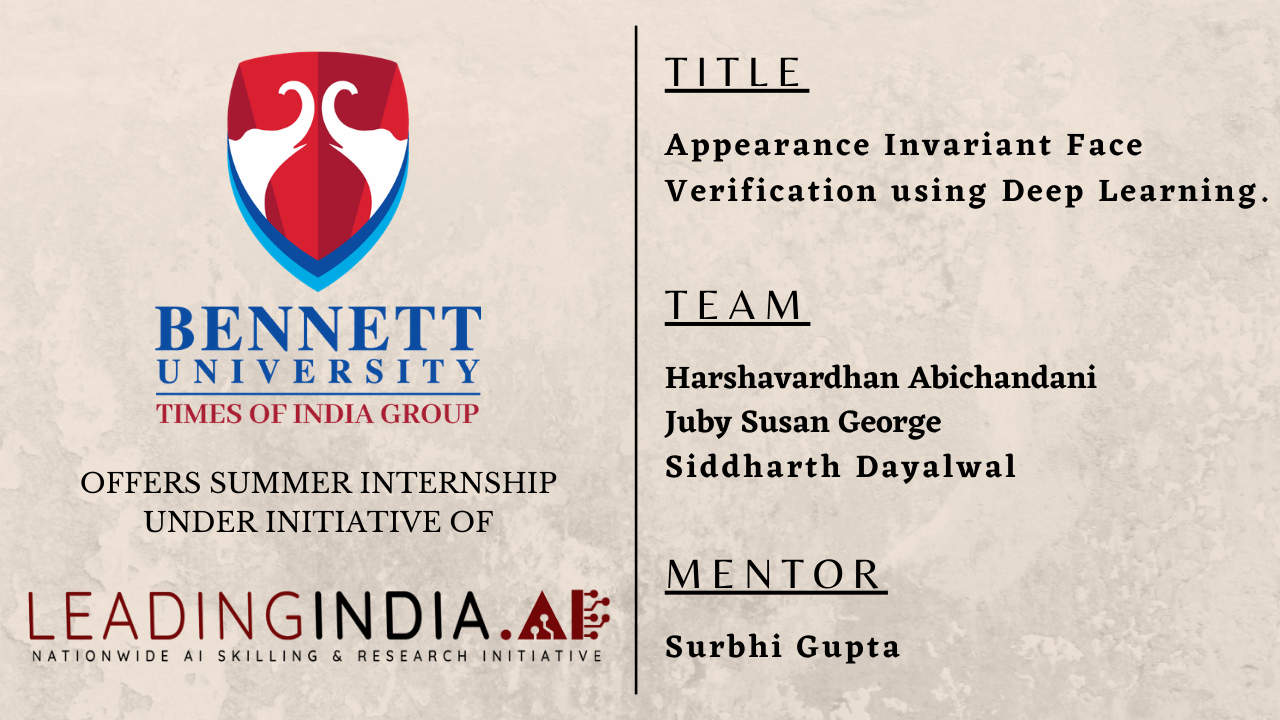 BENNETT
UNIVERSITY
TIMES OF INDIA GROUP
OFFERS SUMMER INTERNSHIP
UNDER INITIATIVE OF
LEADINGINDIA.AI
NATIONWIDE AI SKILLING & RESEARCH INITIATIVE
TITLE
Appearance Invariant Face
Verification using Deep Learning.
TEAM
Harshavardhan Abichandani
Juby Susan George
Siddharth Dayalwal
MENTOR
Surbhi Gupta